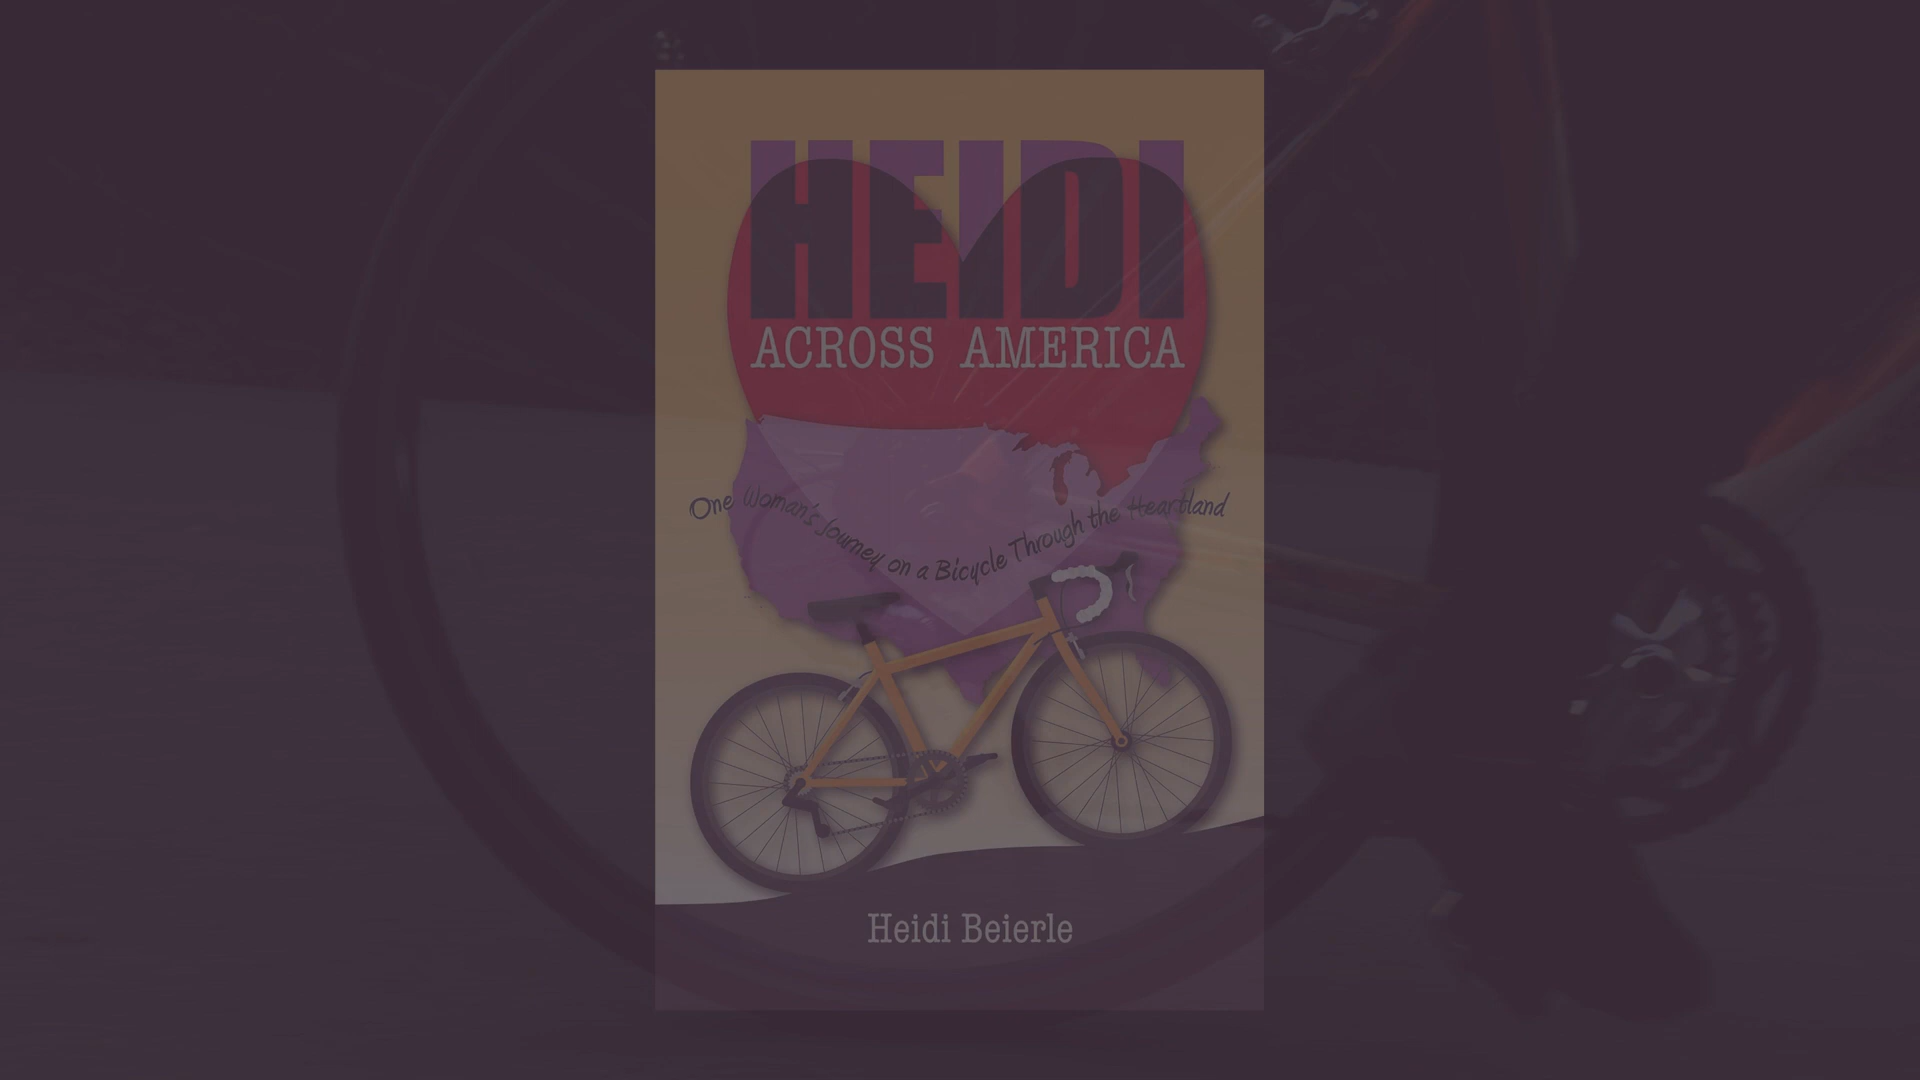 HEIDI
ACROSS AMERICA
One Woman's Journey on a Bicycle Through the Heartland
Heidi Beierle